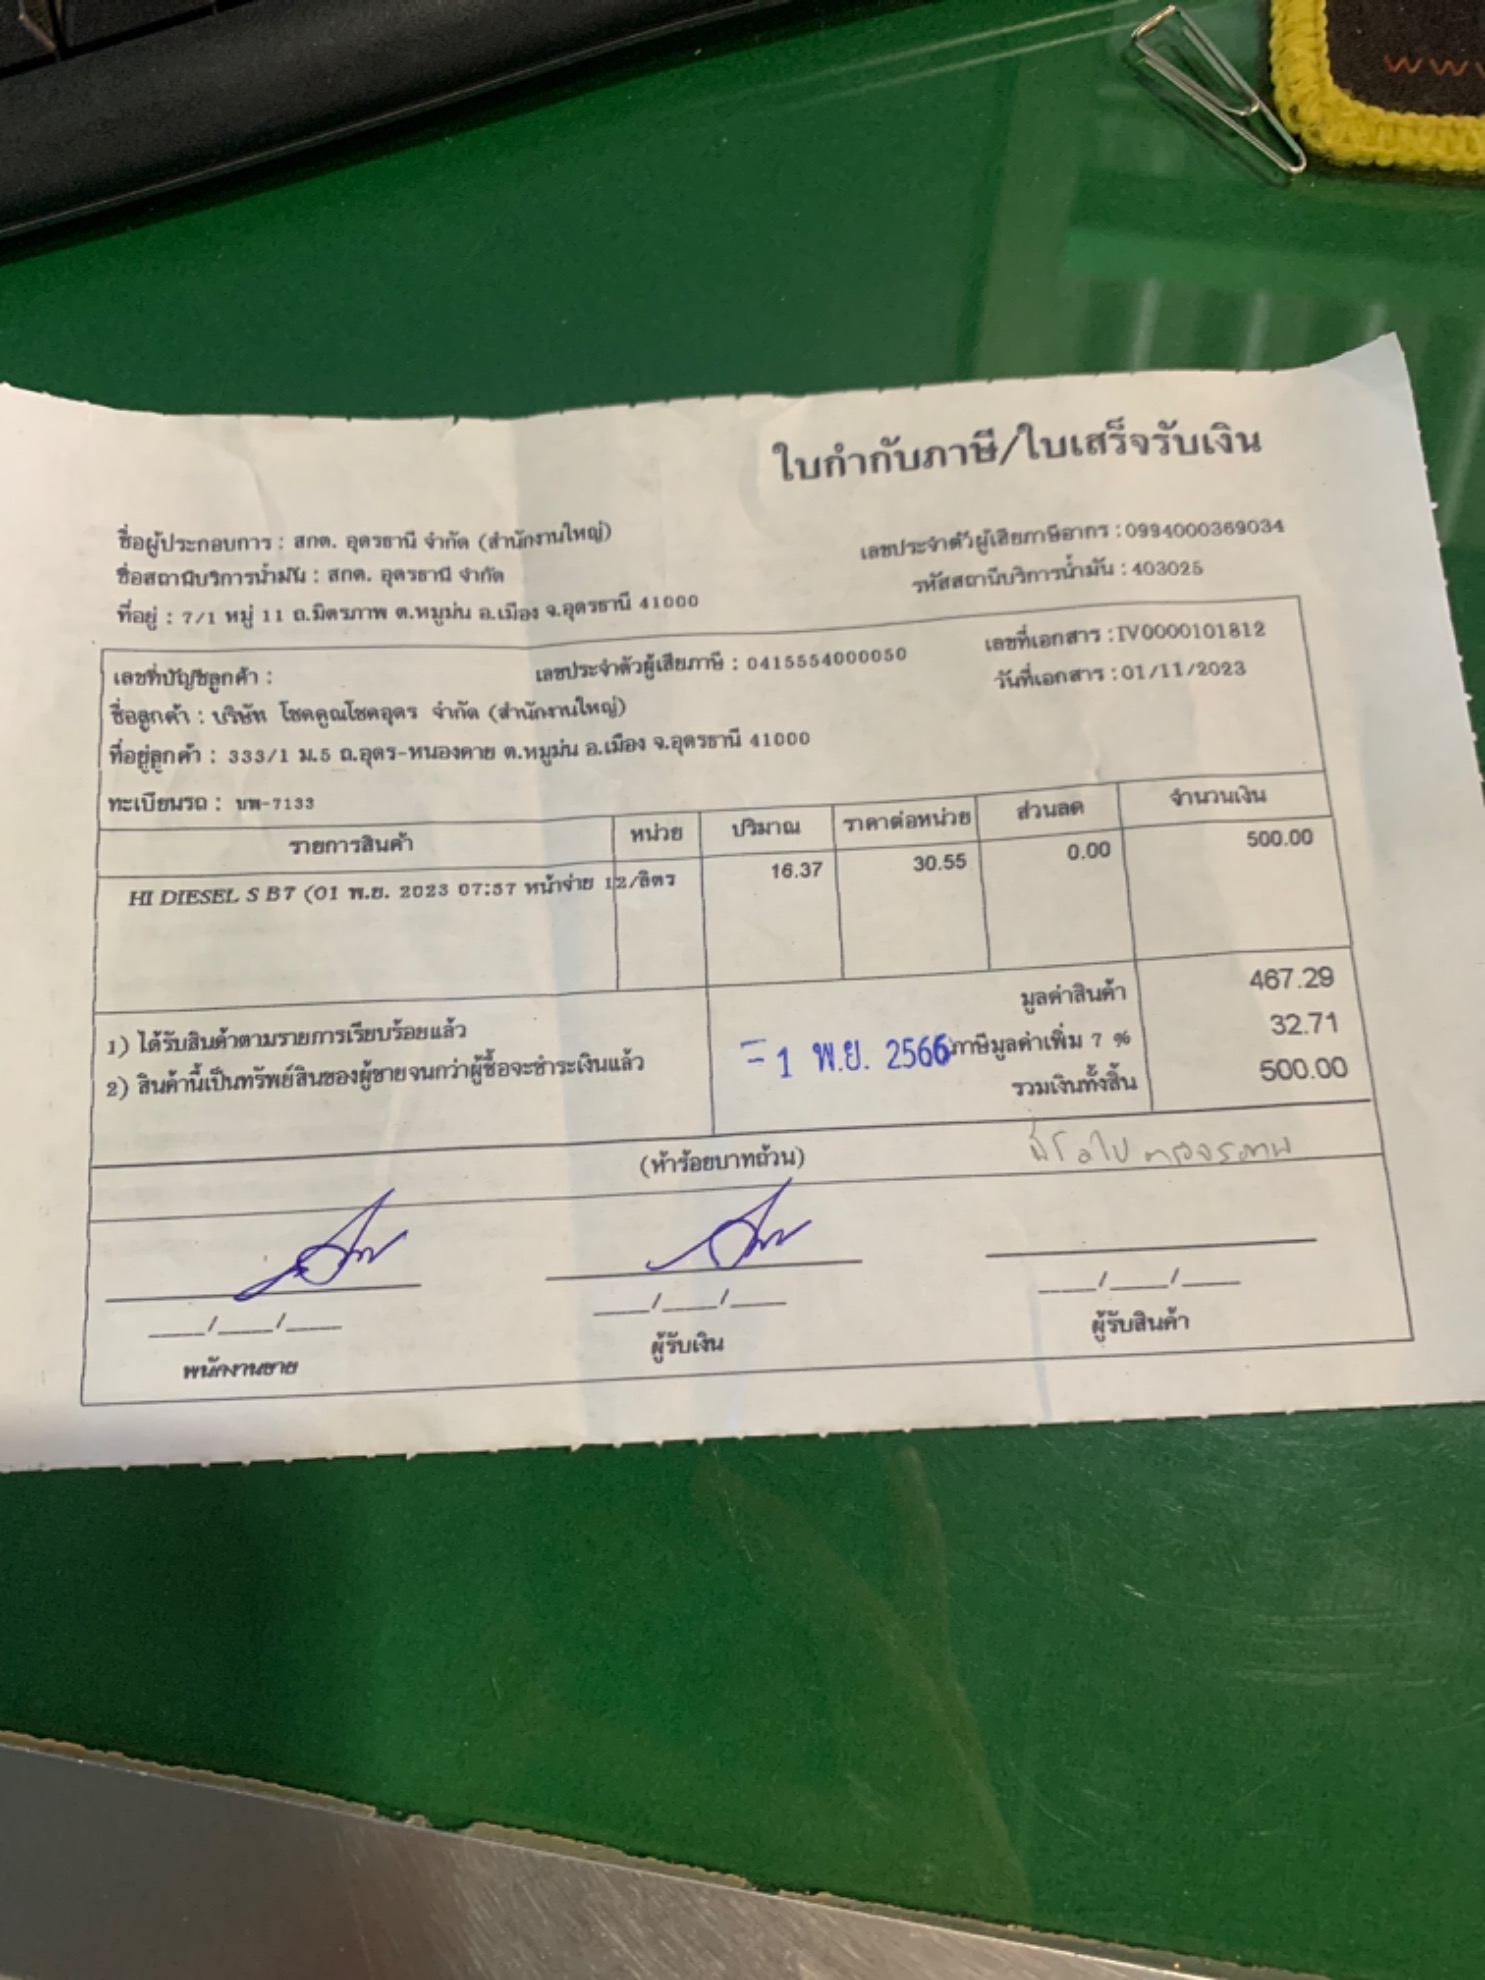 www
ใบกำกับภาษี/ใบเสร็จรับเงิน
ชื่อผู้ประกอบการ : สกต. อุดรธานี จำกัด (สำนักงานใหญ่)
เลขประจำตัวผู้เสียภาษีอากร : 0994000369034
ชื่อสถานีบริการน้ำมัน : สกต. อุดรธานี จำกัด
รหัสสถานีบริการน้ำมัน : 403025
ที่อยู่ : 7/1 หมู่ 11 ถ.มิตรภาพ ต.หมูม่น อ.เมือง จ.อุดรธานี 41000
เลขที่บัญชีลูกค้า :
เลขประจำตัวผู้เสียภาษี : 0415554000050
เลขที่เอกสาร : IV0000101812
วันที่เอกสาร : 01/11/2023
ชื่อลูกค้า : บริษัท โชคคูณโชคอุดร จำกัด (สำนักงานใหญ่)
ที่อยู่ลูกค้า : 333/1 ม.5 ถ.อุดร-หนองคาย ต.หมูม่น อ.เมือง จ.อุดรธานี 41000
ทะเบียนรถ : บพ-7133
รายการสินค้า หน่วย ปริมาณ ราคาต่อหน่วย ส่วนลด จำนวนเงิน
HI DIESEL S B7 (01 พ.ย. 2023 07:57 หน้าจ่าย 12/ลิตร 16.37 30.55 0.00 500.00
มูลค่าสินค้า 467.29
1) ได้รับสินค้าตามรายการเรียบร้อยแล้ว
- 1 พ.ย. 2566
ภาษีมูลค่าเพิ่ม 7 % 32.71
2) สินค้านี้เป็นทรัพย์สินของผู้ขายจนกว่าผู้ซื้อจะชำระเงินแล้ว
รวมเงินทั้งสิ้น 500.00
(ห้าร้อยบาทถ้วน)
___/___/___ ___/___/___ ___/___/___
พนักงานขาย ผู้รับเงิน ผู้รับสินค้า